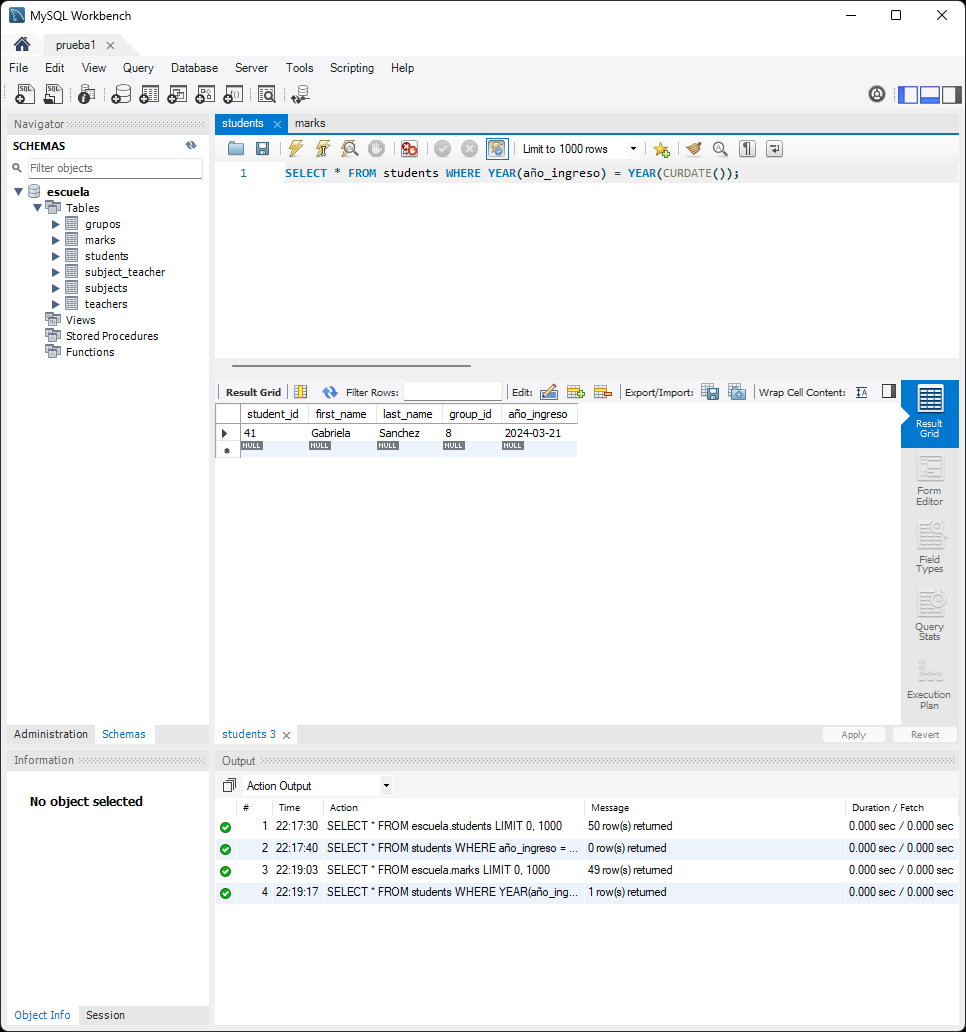 MySQL Workbench
prueba1
File Edit View Query Database Server Tools Scripting Help
Navigator
SCHEMAS
Filter objects
escuela
Tables
grupos
marks
students
subject_teacher
subjects
teachers
Views
Stored Procedures
Functions
Administration Schemas
Information
No object selected
Object Info Session
students marks
Limit to 1000 rows
1 SELECT * FROM students WHERE YEAR(año_ingreso) = YEAR(CURDATE());
Result Grid Filter Rows: Edit: Export/Import: Wrap Cell Content:
student_id first_name last_name group_id año_ingreso
41 Gabriela Sanchez 8 2024-03-21
NULL NULL NULL NULL NULL
Result
Grid
Form
Editor
Field
Types
Query
Stats
Execution
Plan
students 3
Apply Revert
Output
Action Output
# Time Action Message Duration / Fetch
1 22:17:30 SELECT * FROM escuela.students LIMIT 0, 1000 50 row(s) returned 0.000 sec / 0.000 sec
2 22:17:40 SELECT * FROM students WHERE año_ingreso = ... 0 row(s) returned 0.000 sec / 0.000 sec
3 22:19:03 SELECT * FROM escuela.marks LIMIT 0, 1000 49 row(s) returned 0.000 sec / 0.000 sec
4 22:19:17 SELECT * FROM students WHERE YEAR(año_ing... 1 row(s) returned 0.000 sec / 0.000 sec